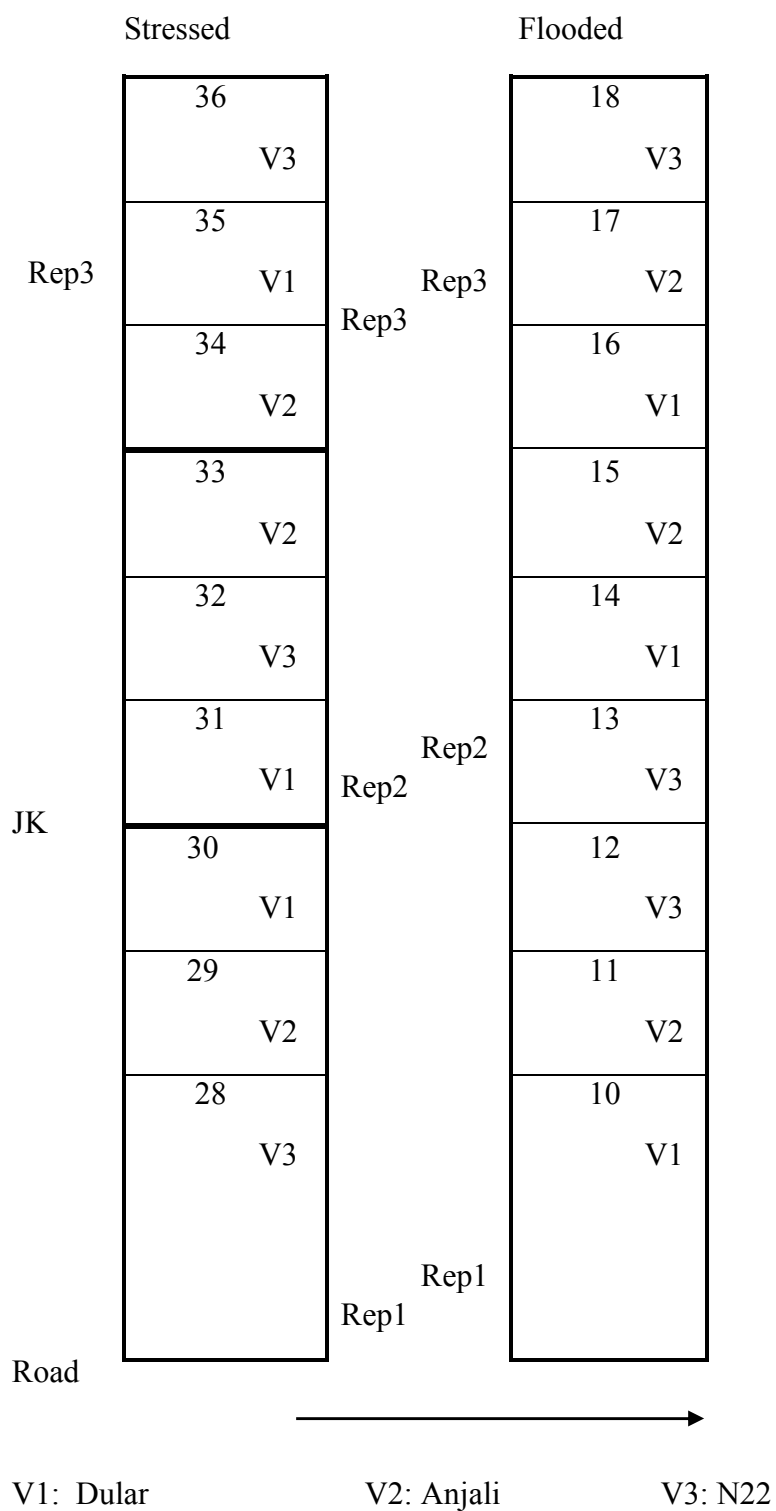 Stressed Flooded
36 18
V3 V3
35 17
Rep3 V1 Rep3 V2
Rep3
34 16
V2 V1
33 15
V2 V2
32 14
V3 V1
31 13
Rep2
V1 Rep2 V3
JK
30 12
V1 V3
29 11
V2 V2
28 10
V3 V1
Rep1
Rep1
Road
V1: Dular V2: Anjali V3: N22